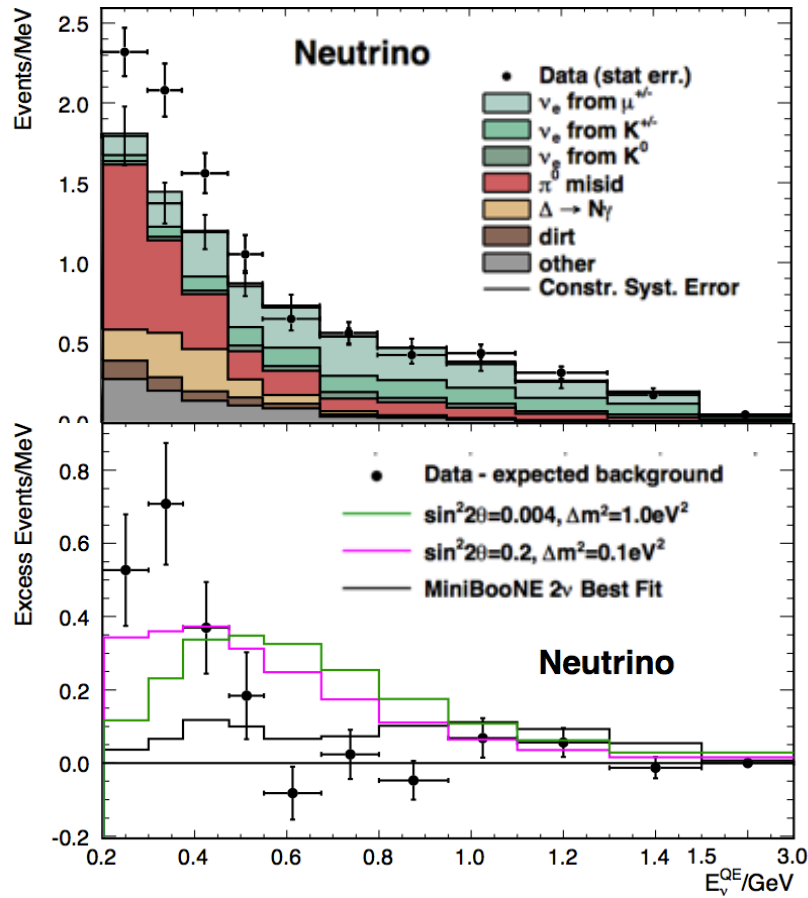 Events/MeV
2.5
2.0
1.5
1.0
0.5
0.0
Neutrino
Data (stat err.)
νe from μ+/-
νe from K+/-
νe from K0
π0 misid
Δ → Nγ
dirt
other
Constr. Syst. Error
Excess Events/MeV
0.8
0.6
0.4
0.2
0.0
-0.2
Data - expected background
sin²2θ=0.004, Δm²=1.0eV²
sin²2θ=0.2, Δm²=0.1eV²
MiniBooNE 2ν Best Fit
Neutrino
0.2 0.4 0.6 0.8 1.0 1.2 1.4 1.5 3.0
EνQE/GeV